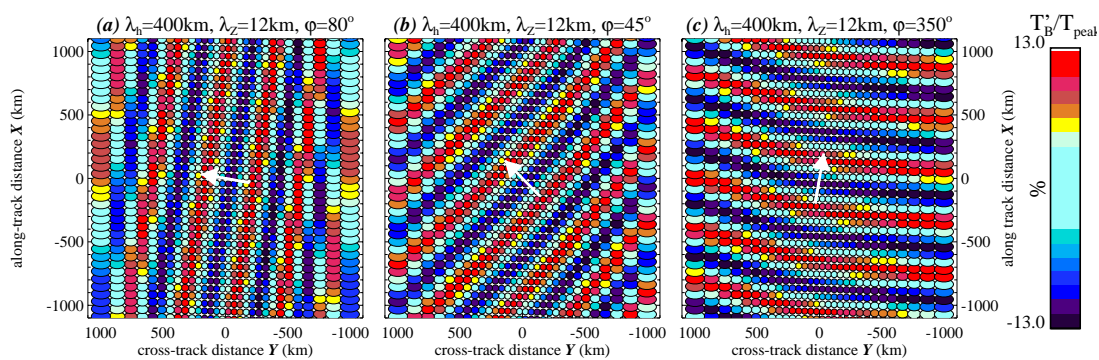 (a) λh=400km, λZ=12km, φ=80° (b) λh=400km, λZ=12km, φ=45° (c) λh=400km, λZ=12km, φ=350° T'B/Tpeak
13.0
1000 1000
500 500
0 0
-500 -500
-1000 -1000
along-track distance X (km)
along track distance X (km)
%
-13.0
1000 500 0 -500 -1000 1000 500 0 -500 -1000 1000 500 0 -500 -1000
cross-track distance Y (km) cross-track distance Y (km) cross-track distance Y (km)